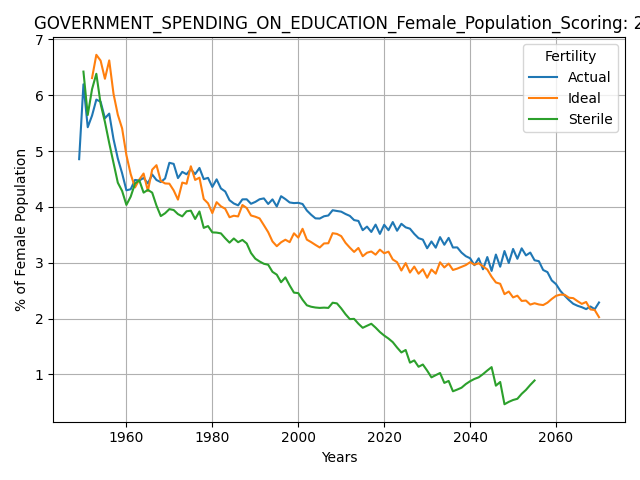 GOVERNMENT_SPENDING_ON_EDUCATION_Female_Population_Scoring: 2
7
6
5
4
3
2
1
% of Female Population
Fertility
Actual
Ideal
Sterile
1960 1980 2000 2020 2040 2060
Years